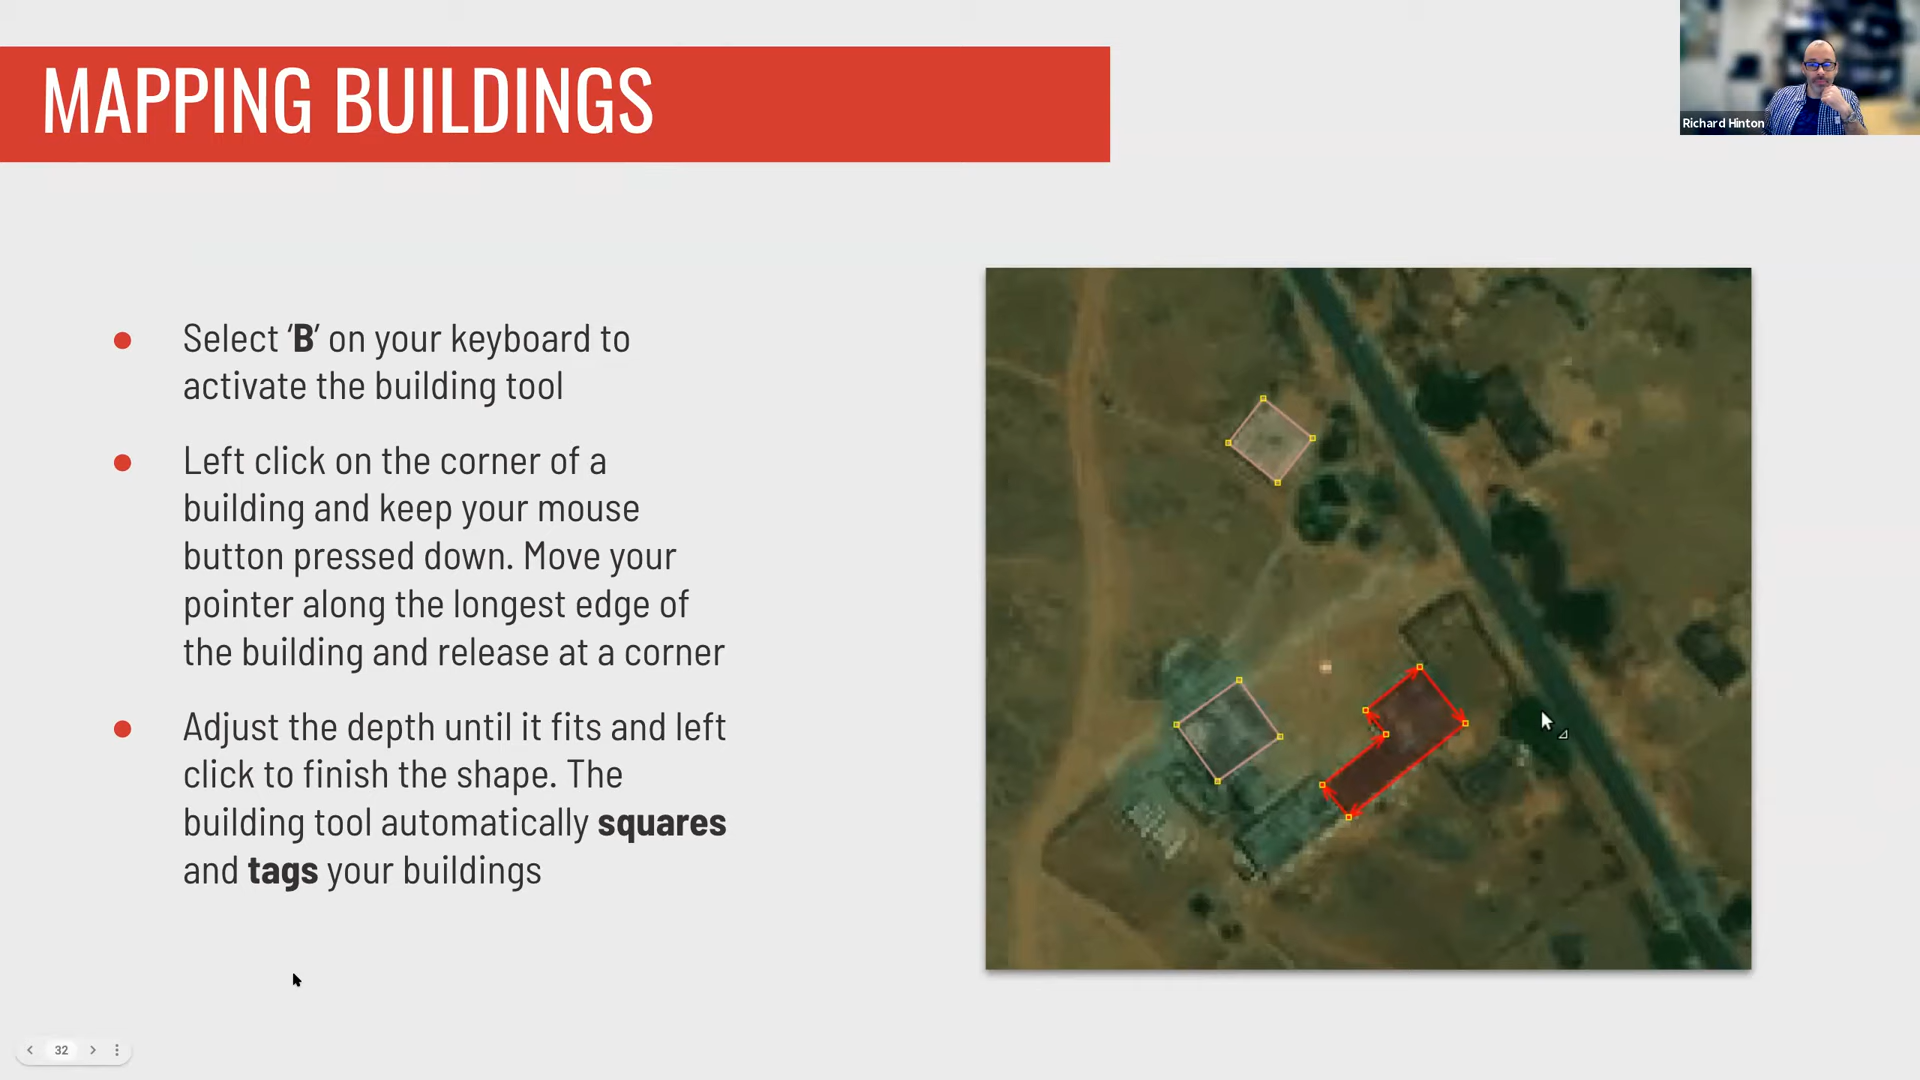 MAPPING BUILDINGS
Richard Hinton
Select ‘B’ on your keyboard to
activate the building tool
Left click on the corner of a
building and keep your mouse
button pressed down. Move your
pointer along the longest edge of
the building and release at a corner
Adjust the depth until it fits and left
click to finish the shape. The
building tool automatically squares
and tags your buildings
32